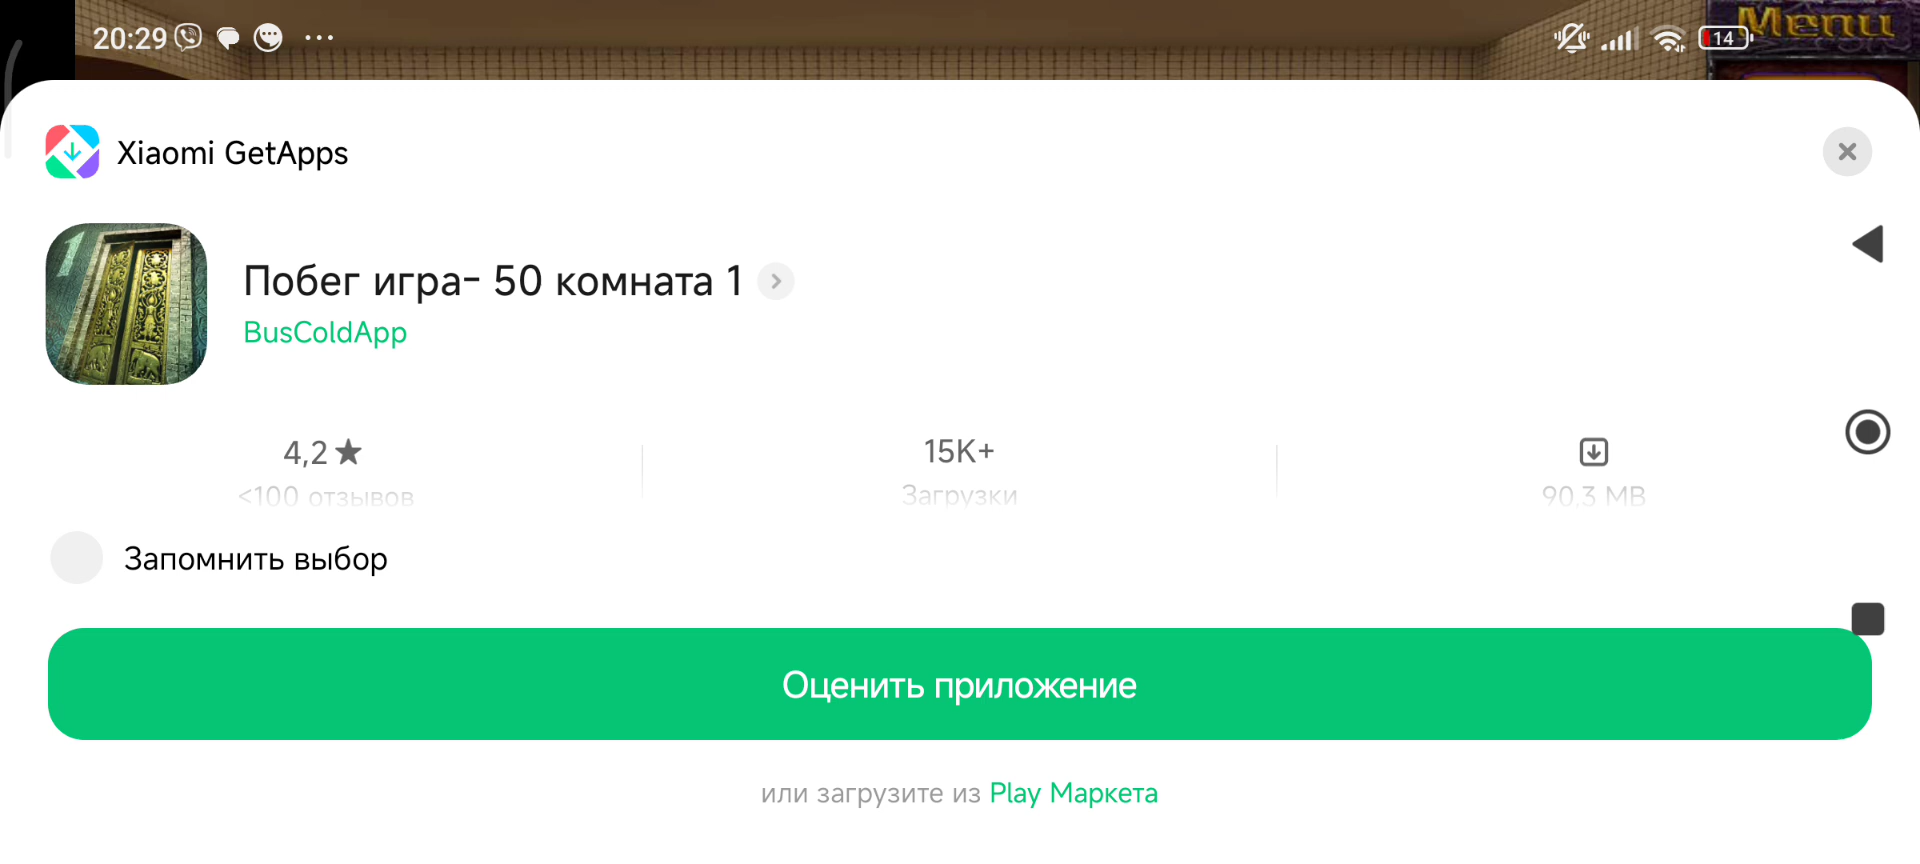 20:29
14
Menu
Xiaomi GetApps
1
Побег игра- 50 комната 1
BusColdApp
4,2 ★
15K+
<100 отзывов
Загрузки
90,3 MB
Запомнить выбор
Оценить приложение
или загрузите из Play Маркета